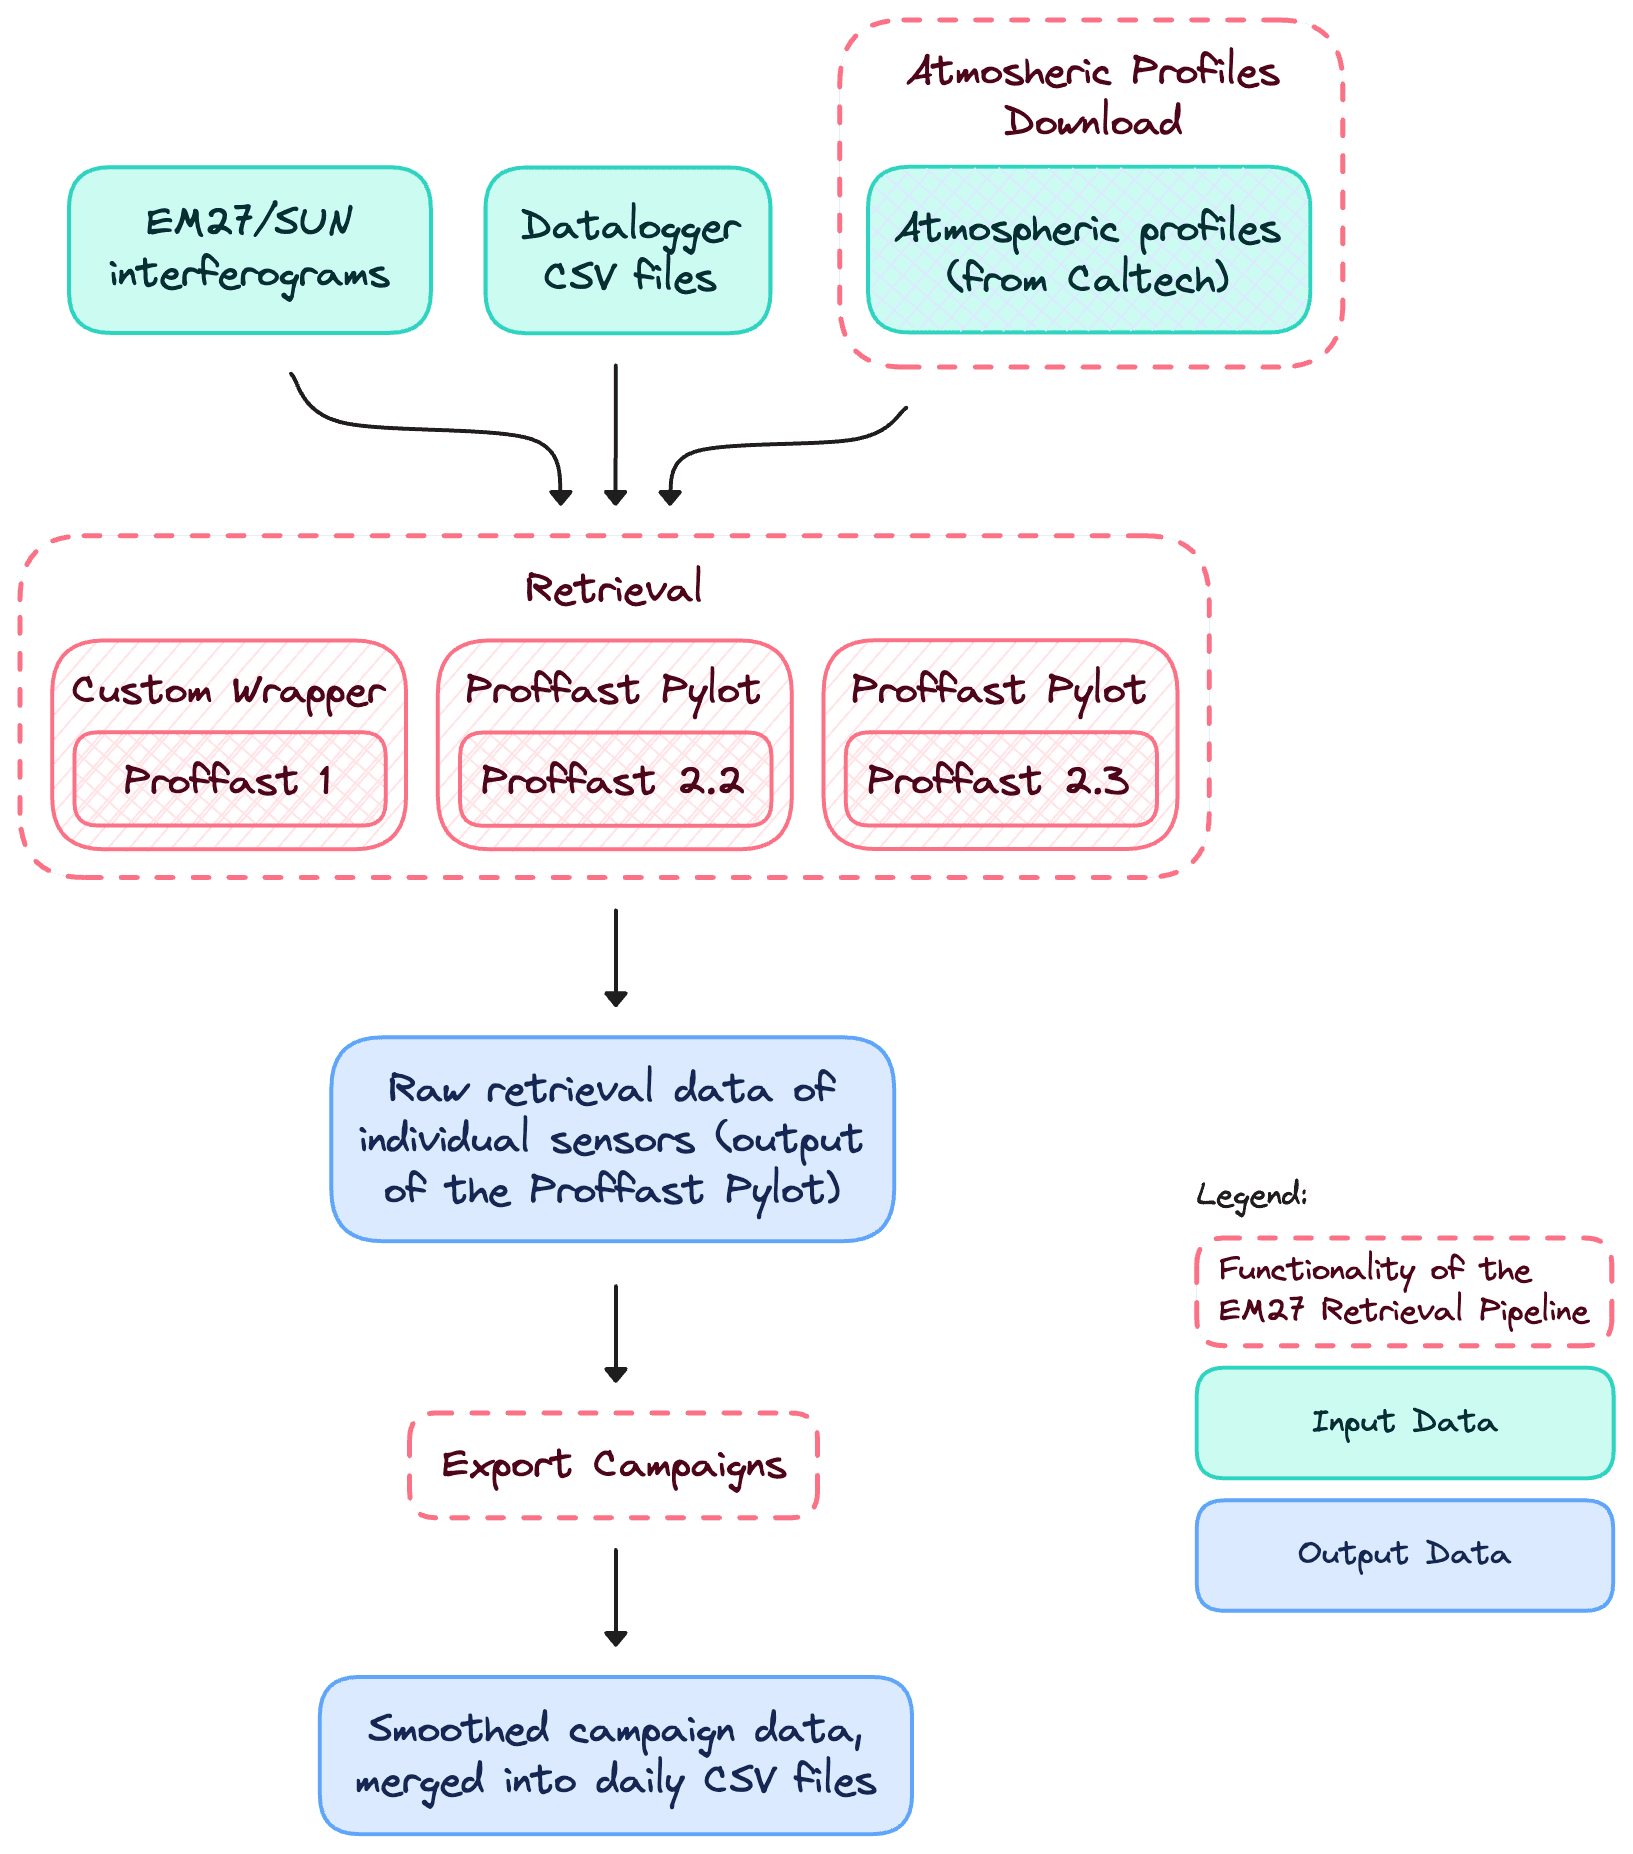 Atmosheric Profiles
Download
EM27/SUN
interferograms
Datalogger
CSV files
Atmospheric profiles
(from Caltech)
Retrieval
Custom Wrapper
Proffast 1
Proffast Pylot
Proffast 2.2
Proffast Pylot
Proffast 2.3
Raw retrieval data of
individual sensors (output
of the Proffast Pylot)
Export Campaigns
Smoothed campaign data,
merged into daily CSV files
Legend:
Functionality of the
EM27 Retrieval Pipeline
Input Data
Output Data